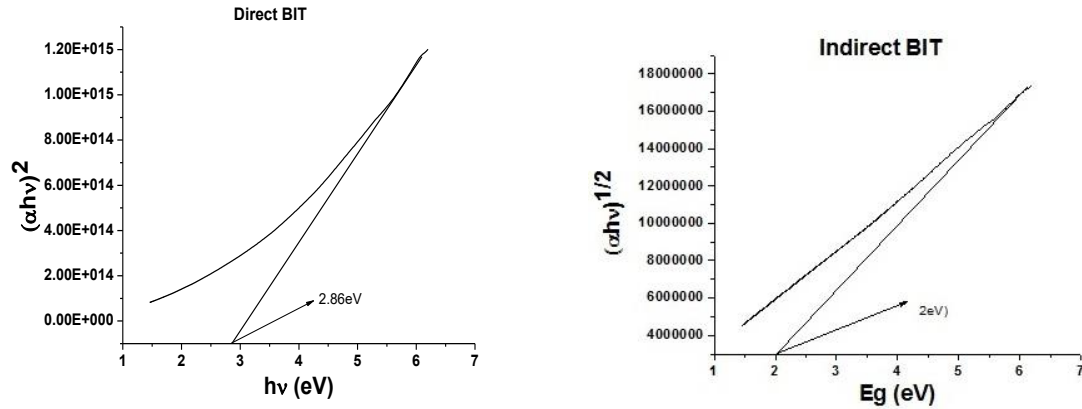 Direct BIT
1.20E+015
1.00E+015
8.00E+014
6.00E+014
4.00E+014
2.00E+014
0.00E+000
(αhν)2
2.86eV
1 2 3 4 5 6 7
hν (eV)
Indirect BIT
18000000
16000000
14000000
12000000
10000000
8000000
6000000
4000000
(αhν)1/2
2eV)
1 2 3 4 5 6 7
Eg (eV)